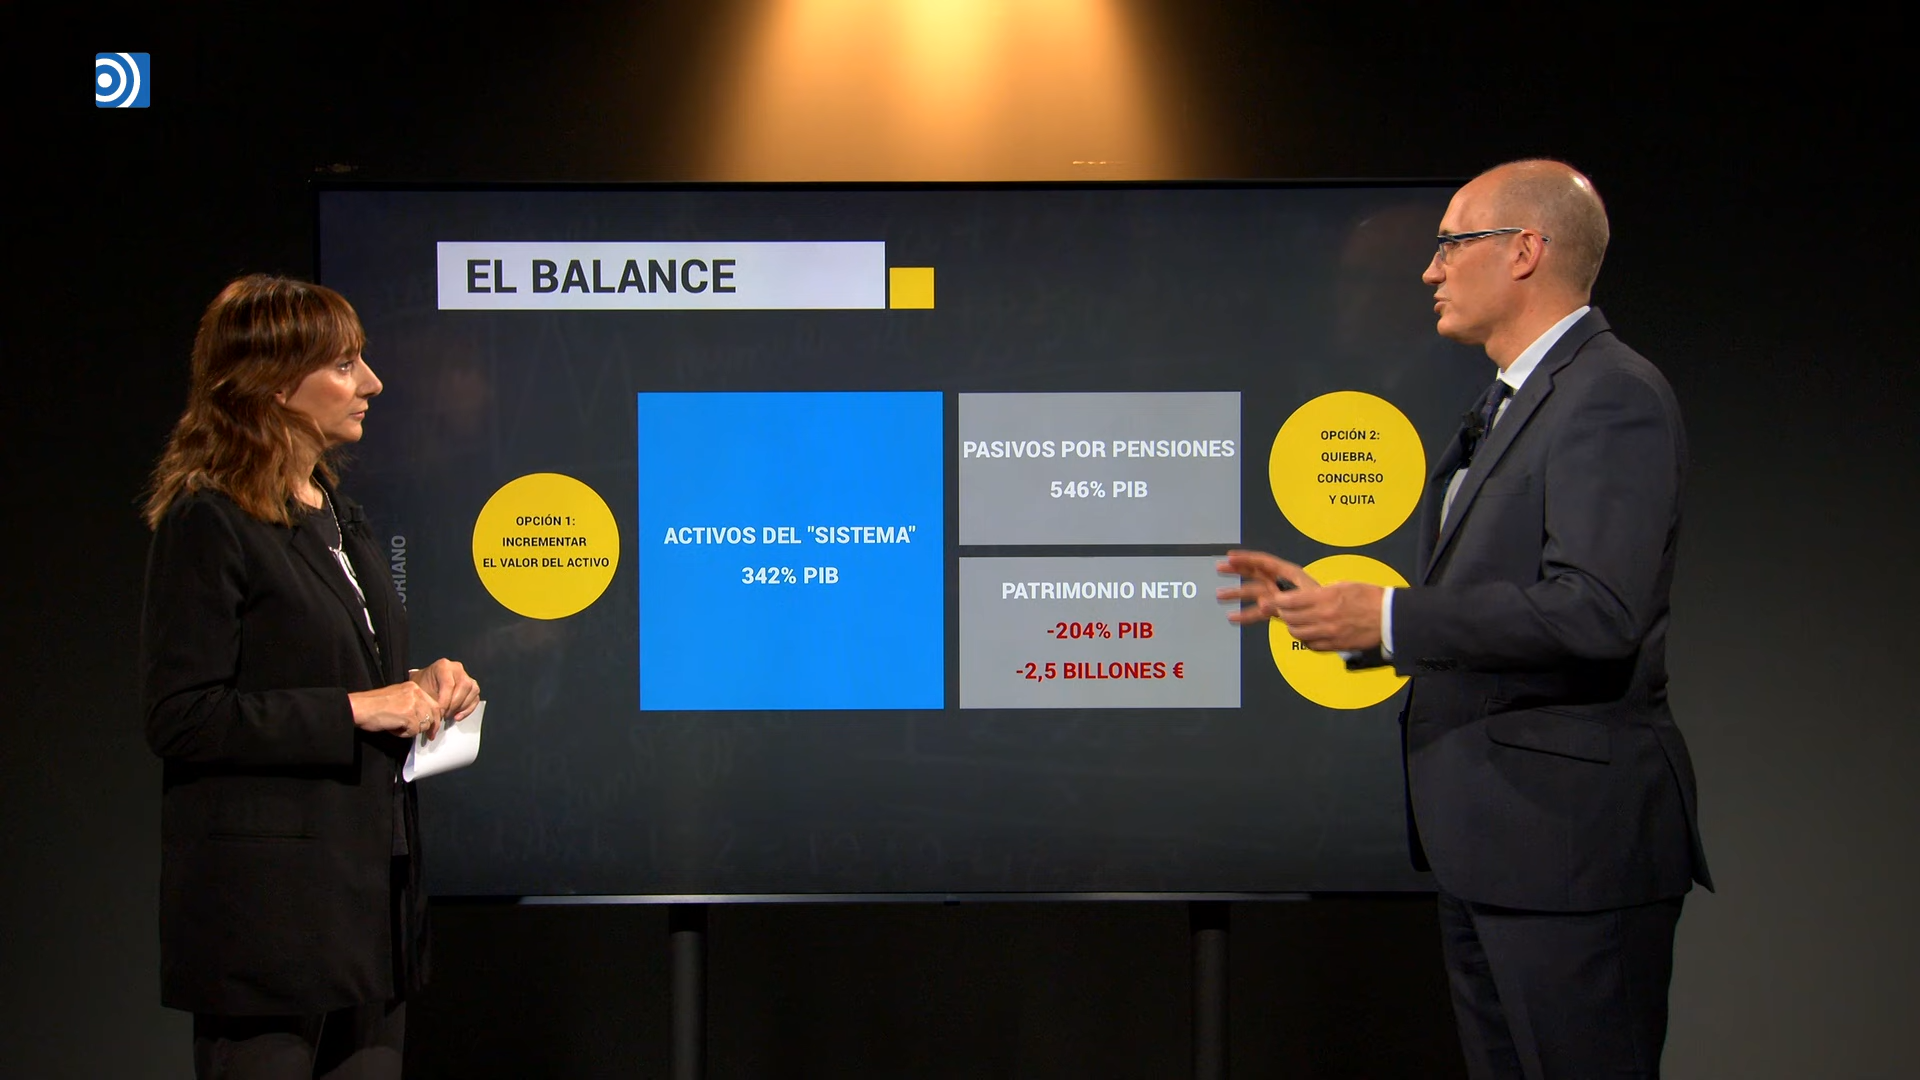 EL BALANCE
OPCIÓN 1:
INCREMENTAR
EL VALOR DEL ACTIVO
ACTIVOS DEL "SISTEMA"
342% PIB
PASIVOS POR PENSIONES
546% PIB
PATRIMONIO NETO
-204% PIB
-2,5 BILLONES €
OPCIÓN 2:
QUIEBRA,
CONCURSO
Y QUITA